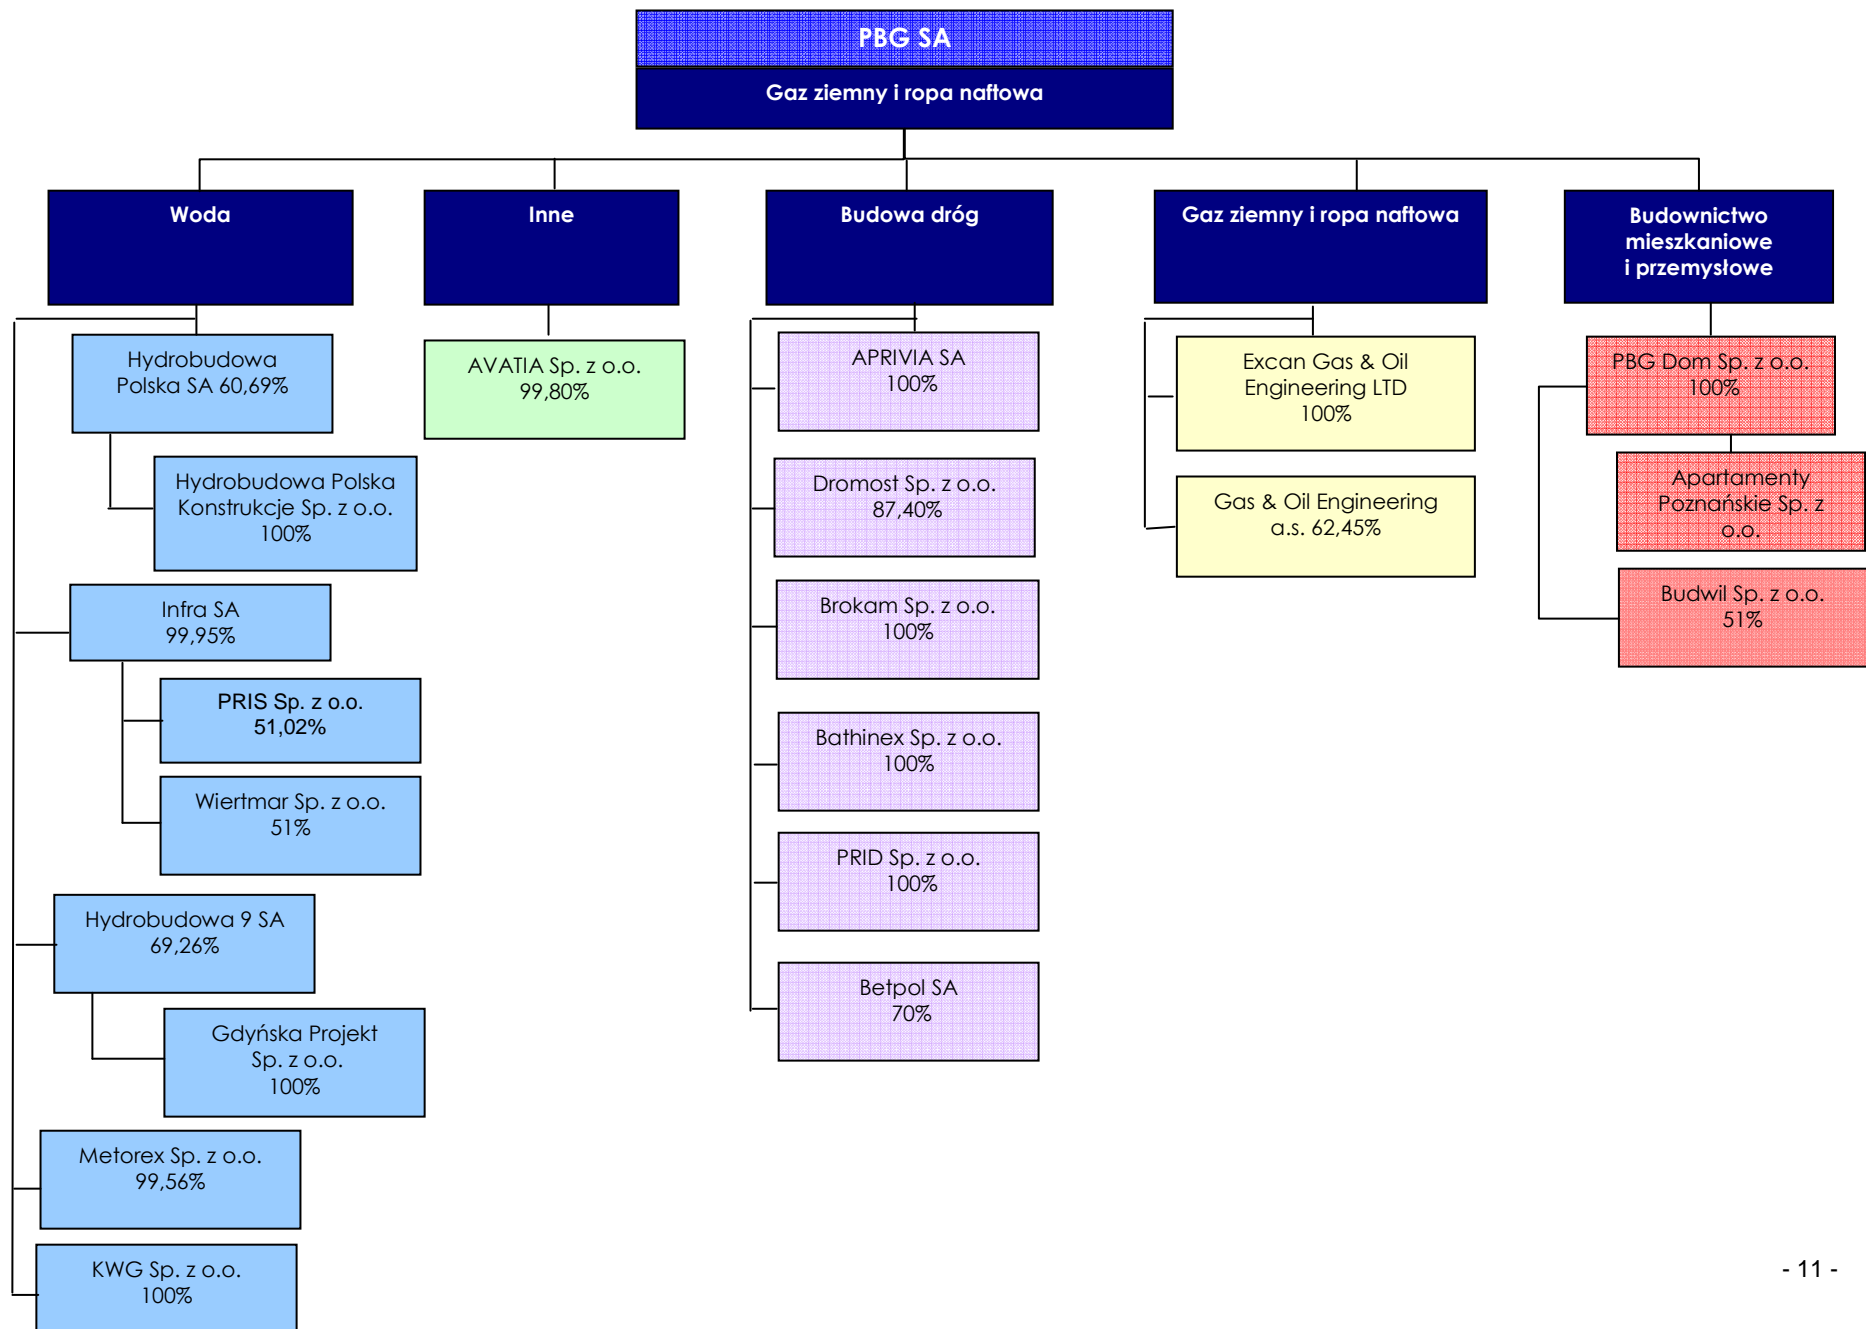 PBG SA
Gaz ziemny i ropa naftowa
Woda
Inne
Budowa dróg
Gaz ziemny i ropa naftowa
Budownictwo
mieszkaniowe
i przemysłowe
Hydrobudowa
Polska SA 60,69%
Hydrobudowa Polska
Konstrukcje Sp. z o.o.
100%
Infra SA
99,95%
PRIS Sp. z o.o.
51,02%
Wiertmar Sp. z o.o.
51%
Hydrobudowa 9 SA
69,26%
Gdyńska Projekt
Sp. z o.o.
100%
Metorex Sp. z o.o.
99,56%
KWG Sp. z o.o.
100%
AVATIA Sp. z o.o.
99,80%
APRIVIA SA
100%
Dromost Sp. z o.o.
87,40%
Brokam Sp. z o.o.
100%
Bathinex Sp. z o.o.
100%
PRID Sp. z o.o.
100%
Betpol SA
70%
Excan Gas & Oil
Engineering LTD
100%
Gas & Oil Engineering
a.s. 62,45%
PBG Dom Sp. z o.o.
100%
Apartamenty
Poznańskie Sp. z
o.o.
Budwil Sp. z o.o.
51%
- 11 -